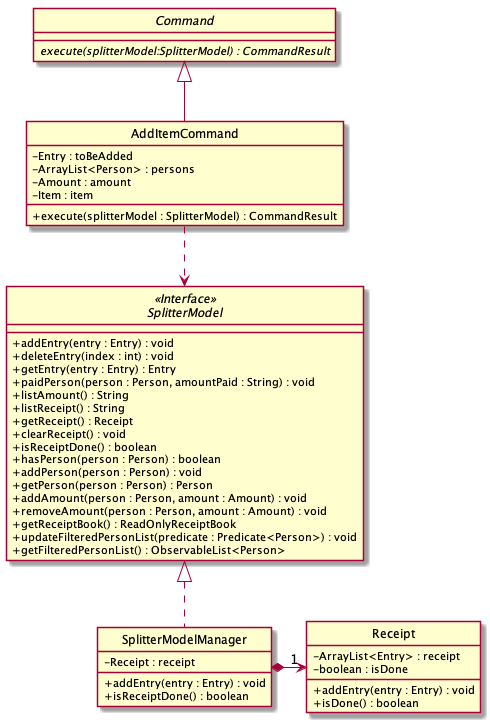 Command
execute(splitterModel:SplitterModel) : CommandResult
AddItemCommand
-Entry : toBeAdded
-ArrayList<Person> : persons
-Amount : amount
-Item : item
+execute(splitterModel : SplitterModel) : CommandResult
«Interface»
SplitterModel
+addEntry(entry : Entry) : void
+deleteEntry(index : int) : void
+getEntry(entry : Entry) : Entry
+paidPerson(person : Person, amountPaid : String) : void
+listAmount() : String
+listReceipt() : String
+getReceipt() : Receipt
+clearReceipt() : void
+isReceiptDone() : boolean
+hasPerson(person : Person) : boolean
+addPerson(person : Person) : void
+getPerson(person : Person) : Person
+addAmount(person : Person, amount : Amount) : void
+removeAmount(person : Person, amount : Amount) : void
+getReceiptBook() : ReadOnlyReceiptBook
+updateFilteredPersonList(predicate : Predicate<Person>) : void
+getFilteredPersonList() : ObservableList<Person>
SplitterModelManager
-Receipt : receipt
+addEntry(entry : Entry) : void
+isReceiptDone() : boolean
1
Receipt
-ArrayList<Entry> : receipt
-boolean : isDone
+addEntry(entry : Entry) : void
+isDone() : boolean